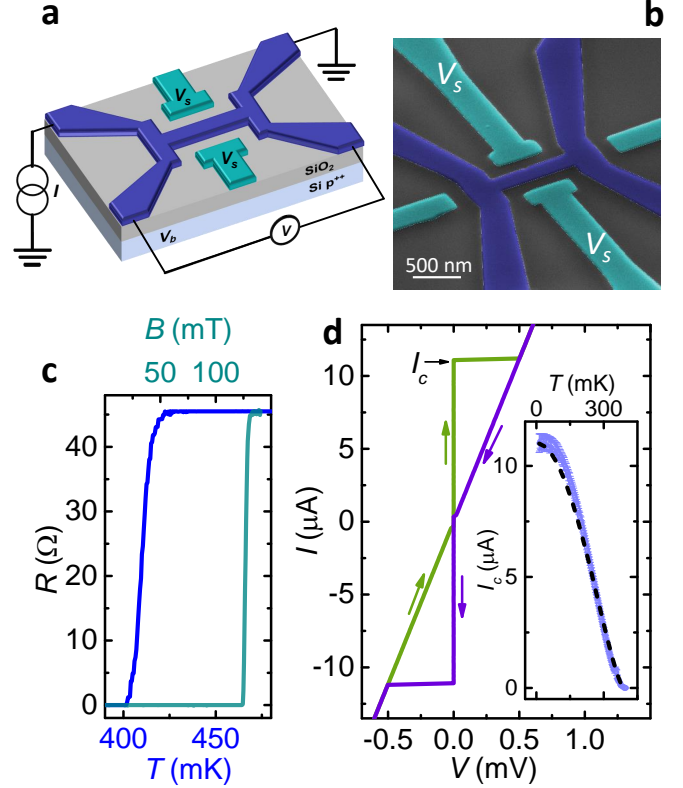 a
V_s
V_s
SiO₂
Si p⁺⁺
V_b
I
V
b
V_s
V_s
500 nm
B (mT)
50 100
c
R (Ω)
40
30
20
10
0
400 450
T (mK)
d
I_c
I (μA)
10
5
0
-5
-10
-0.5 0.0 0.5 1.0
V (mV)
T (mK)
0 300
I_c (μA)
10
5
0